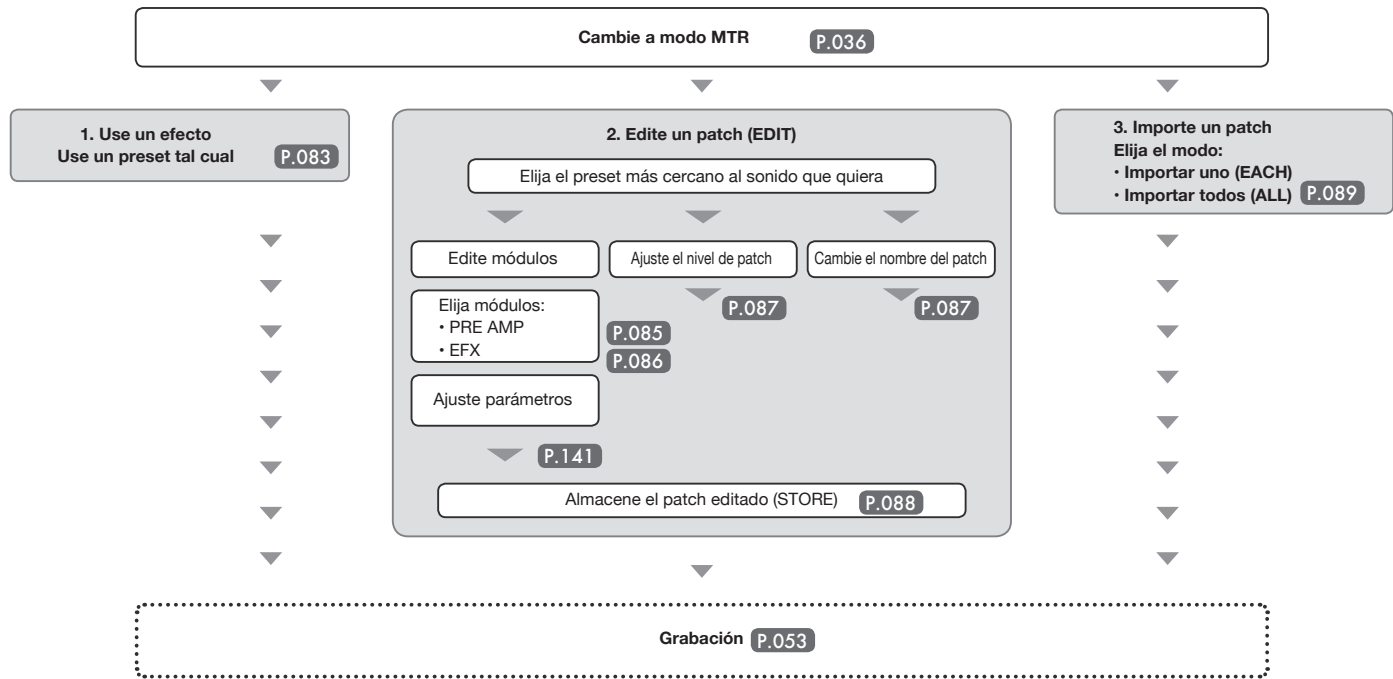 Cambie a modo MTR P.036
1. Use un efecto
Use un preset tal cual P.083
2. Edite un patch (EDIT)
Elija el preset más cercano al sonido que quiera
Edite módulos
Elija módulos:
• PRE AMP
• EFX
P.085
P.086
Ajuste parámetros
P.141
Ajuste el nivel de patch
P.087
Cambie el nombre del patch
P.087
Almacene el patch editado (STORE) P.088
3. Importe un patch
Elija el modo:
• Importar uno (EACH)
• Importar todos (ALL) P.089
Grabación P.053